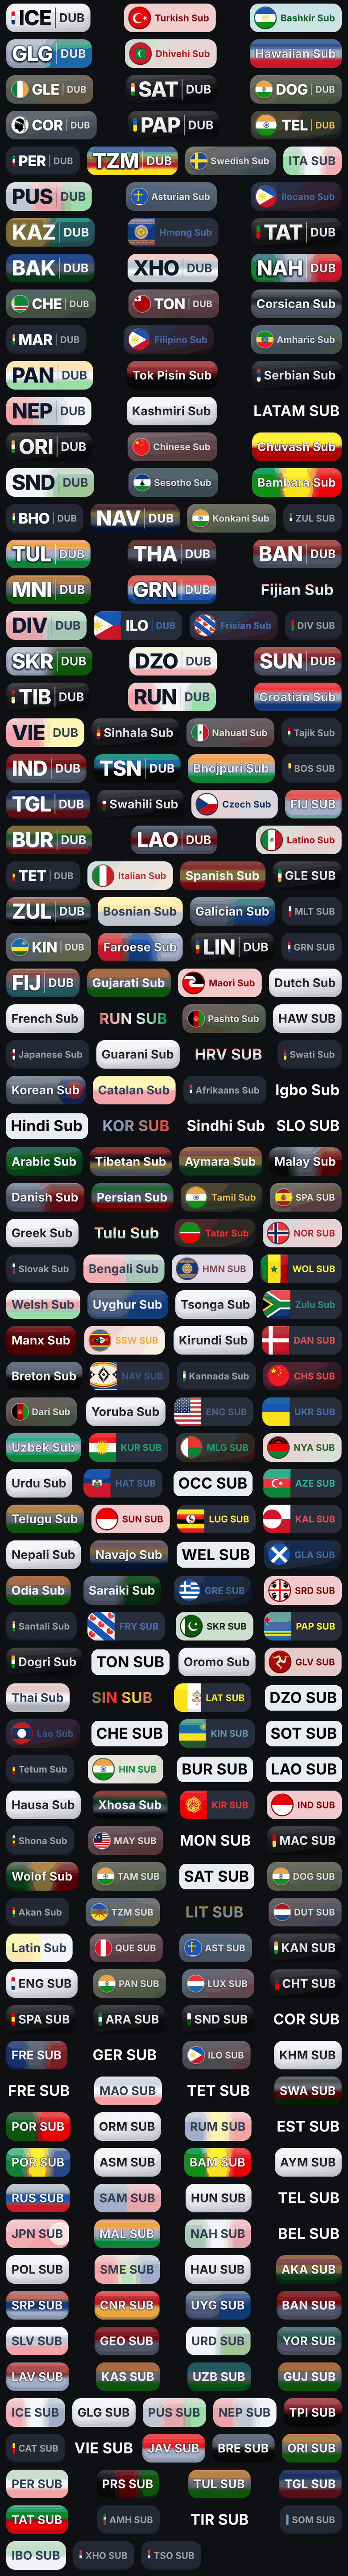 ICE DUB Turkish Sub Bashkir Sub
GLG DUB Dhivehi Sub Hawaiian Sub
GLE DUB SAT DUB DOG DUB
COR DUB PAP DUB TEL DUB
PER DUB TZM DUB Swedish Sub ITA SUB
PUS DUB Asturian Sub Ilocano Sub
KAZ DUB Hmong Sub TAT DUB
BAK DUB XHO DUB NAH DUB
CHE DUB TON DUB Corsican Sub
MAR DUB Filipino Sub Amharic Sub
PAN DUB Tok Pisin Sub Serbian Sub
NEP DUB Kashmiri Sub LATAM SUB
ORI DUB Chinese Sub Chuvash Sub
SND DUB Sesotho Sub Bambara Sub
BHO DUB NAV DUB Konkani Sub ZUL SUB
TUL DUB THA DUB BAN DUB
MNI DUB GRN DUB Fijian Sub
DIV DUB ILO DUB Frisian Sub DIV SUB
SKR DUB DZO DUB SUN DUB
TIB DUB RUN DUB Croatian Sub
VIE DUB Sinhala Sub Nahuatl Sub Tajik Sub
IND DUB TSN DUB Bhojpuri Sub BOS SUB
TGL DUB Swahili Sub Czech Sub FIJ SUB
BUR DUB LAO DUB Latino Sub
TET DUB Italian Sub Spanish Sub GLE SUB
ZUL DUB Bosnian Sub Galician Sub MLT SUB
KIN DUB Faroese Sub LIN DUB GRN SUB
FIJ DUB Gujarati Sub Maori Sub Dutch Sub
French Sub RUN SUB Pashto Sub HAW SUB
Japanese Sub Guarani Sub HRV SUB Swati Sub
Korean Sub Catalan Sub Afrikaans Sub Igbo Sub
Hindi Sub KOR SUB Sindhi Sub SLO SUB
Arabic Sub Tibetan Sub Aymara Sub Malay Sub
Danish Sub Persian Sub Tamil Sub SPA SUB
Greek Sub Tulu Sub Tatar Sub NOR SUB
Slovak Sub Bengali Sub HMN SUB WOL SUB
Welsh Sub Uyghur Sub Tsonga Sub Zulu Sub
Manx Sub SSW SUB Kirundi Sub DAN SUB
Breton Sub NAV SUB Kannada Sub CHS SUB
Dari Sub Yoruba Sub ENG SUB UKR SUB
Uzbek Sub KUR SUB MLG SUB NYA SUB
Urdu Sub HAT SUB OCC SUB AZE SUB
Telugu Sub SUN SUB LUG SUB KAL SUB
Nepali Sub Navajo Sub WEL SUB GLA SUB
Odia Sub Saraiki Sub GRE SUB SRD SUB
Santali Sub FRY SUB SKR SUB PAP SUB
Dogri Sub TON SUB Oromo Sub GLV SUB
Thai Sub SIN SUB LAT SUB DZO SUB
Lao Sub CHE SUB KIN SUB SOT SUB
Tetum Sub HIN SUB BUR SUB LAO SUB
Hausa Sub Xhosa Sub KIR SUB IND SUB
Shona Sub MAY SUB MON SUB MAC SUB
Wolof Sub TAM SUB SAT SUB DOG SUB
Akan Sub TZM SUB LIT SUB DUT SUB
Latin Sub QUE SUB AST SUB KAN SUB
ENG SUB PAN SUB LUX SUB CHT SUB
SPA SUB ARA SUB SND SUB COR SUB
FRE SUB GER SUB ILO SUB KHM SUB
FRE SUB MAO SUB TET SUB SWA SUB
POR SUB ORM SUB RUM SUB EST SUB
POR SUB ASM SUB BAM SUB AYM SUB
RUS SUB SAM SUB HUN SUB TEL SUB
JPN SUB MAL SUB NAH SUB BEL SUB
POL SUB SME SUB HAU SUB AKA SUB
SRP SUB CNR SUB UYG SUB BAN SUB
SLV SUB GEO SUB URD SUB YOR SUB
LAV SUB KAS SUB UZB SUB GUJ SUB
ICE SUB GLG SUB PUS SUB NEP SUB TPI SUB
CAT SUB VIE SUB JAV SUB BRE SUB ORI SUB
PER SUB PRS SUB TUL SUB TGL SUB
TAT SUB AMH SUB TIR SUB SOM SUB
IBO SUB XHO SUB TSO SUB